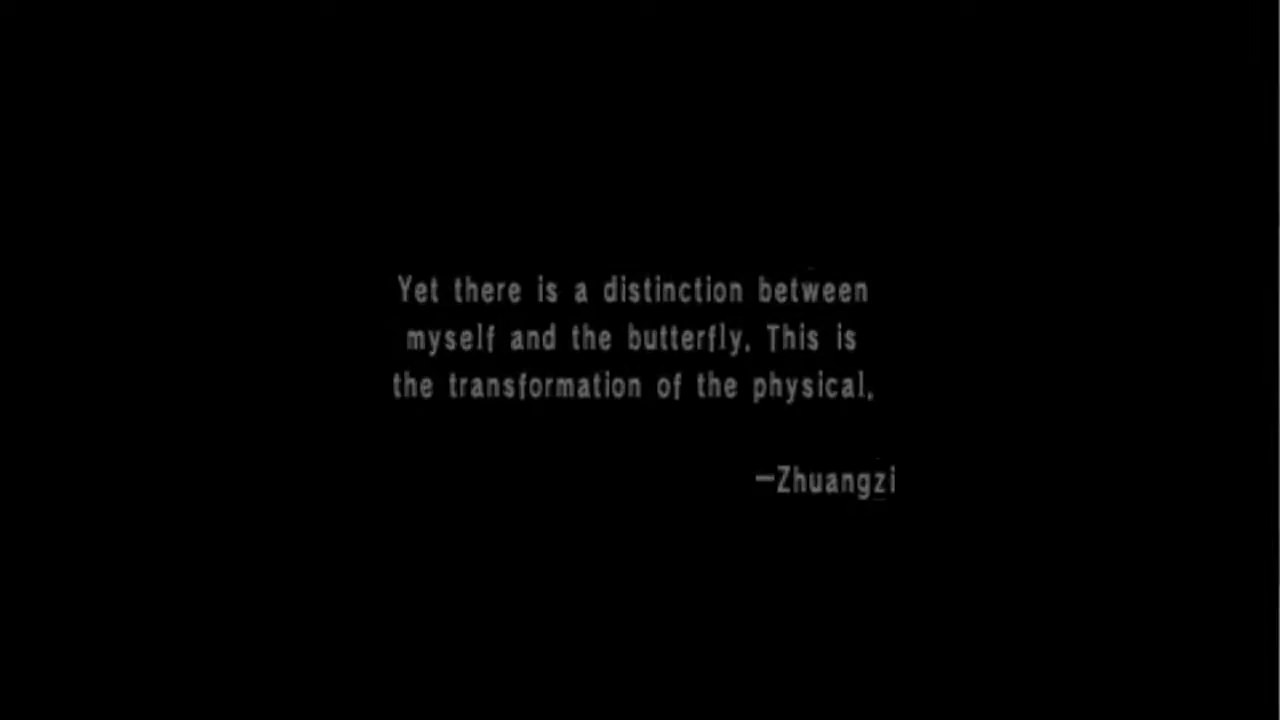 Yet there is a distinction between
myself and the butterfly. This is
the transformation of the physical.
—Zhuangzi